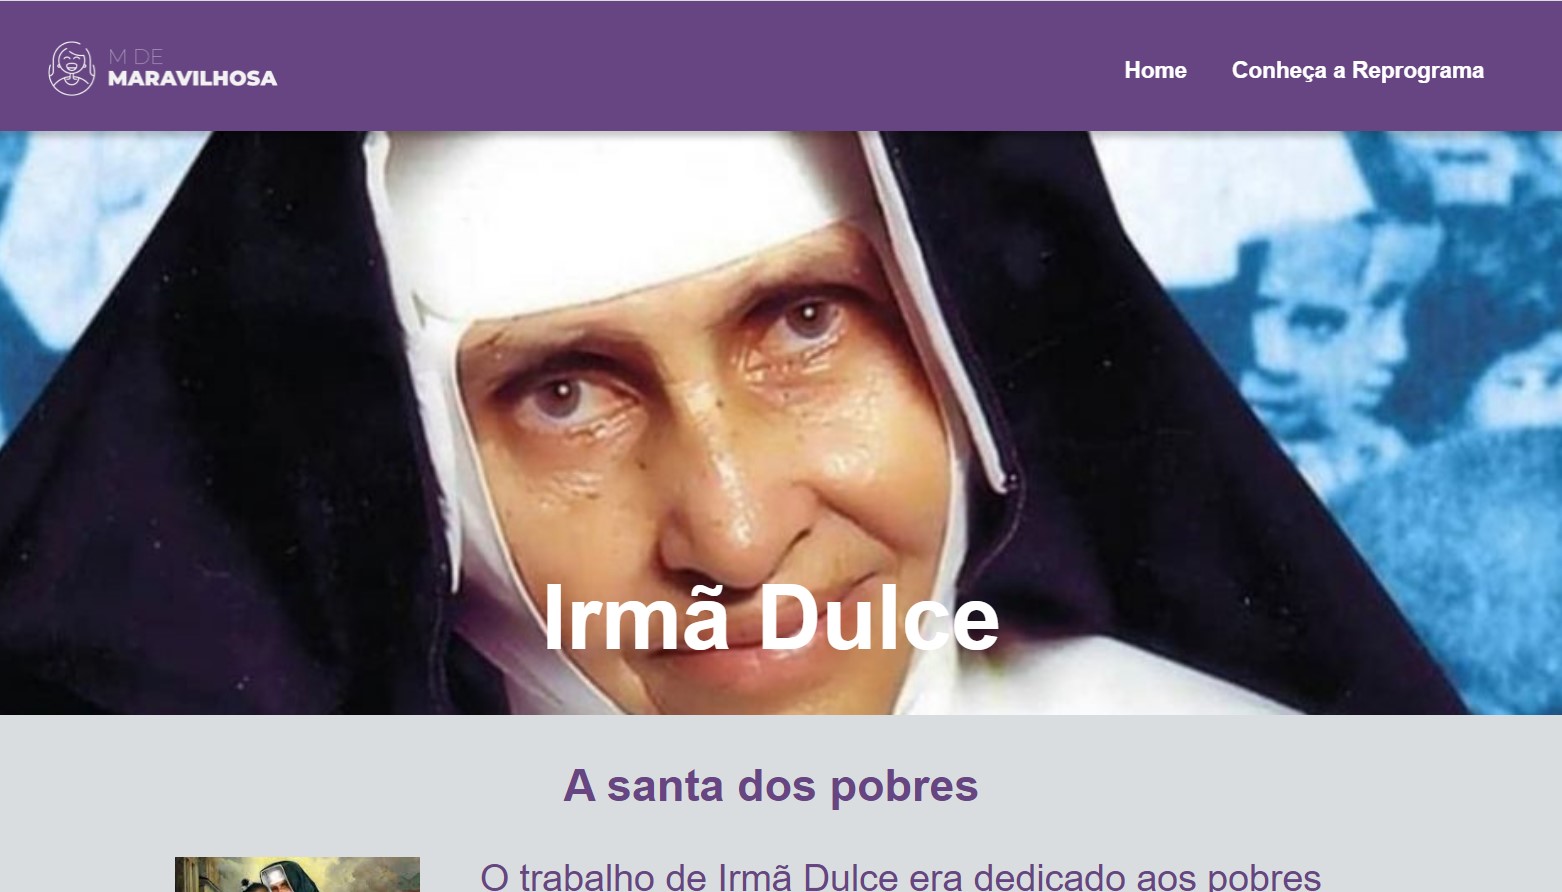 M DE
MARAVILHOSA
Home
Conheça a Reprograma
Irmã Dulce
A santa dos pobres
O trabalho de Irmã Dulce era dedicado aos pobres